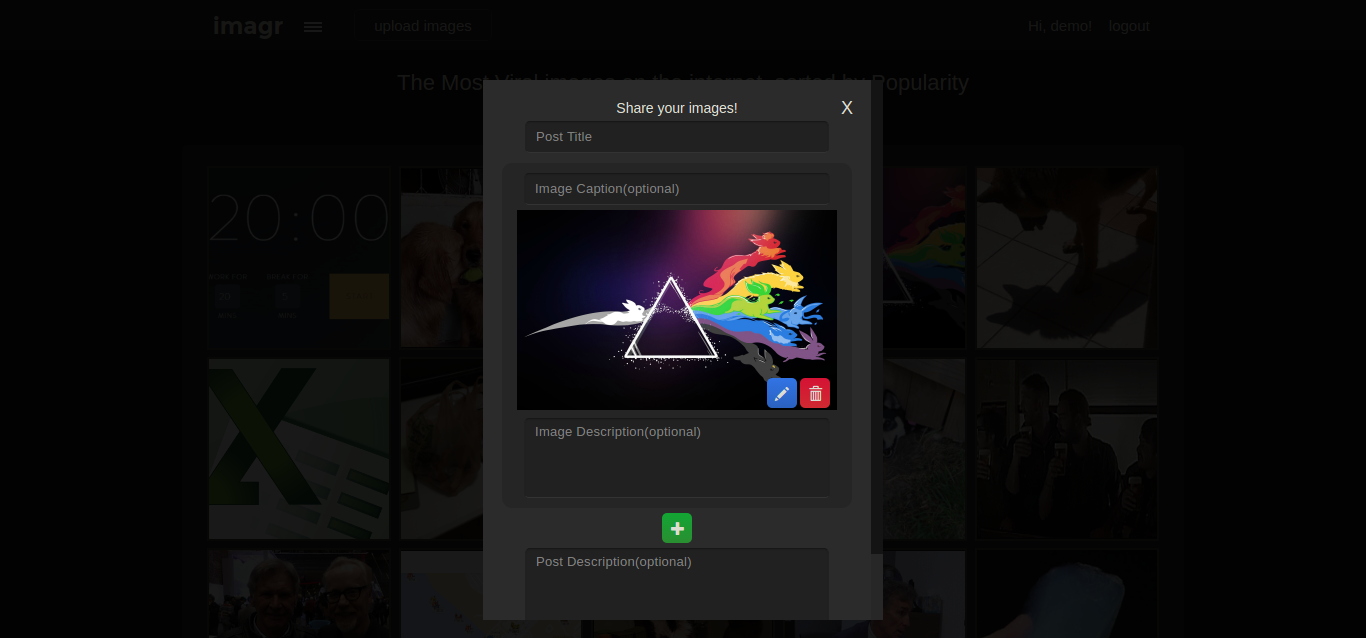 imagr
upload images
Hi, demo!
logout
The Most Viral images on the internet, sorted by Popularity
Share your images!
X
Post Title
Image Caption(optional)
20:00
Image Description(optional)
Post Description(optional)